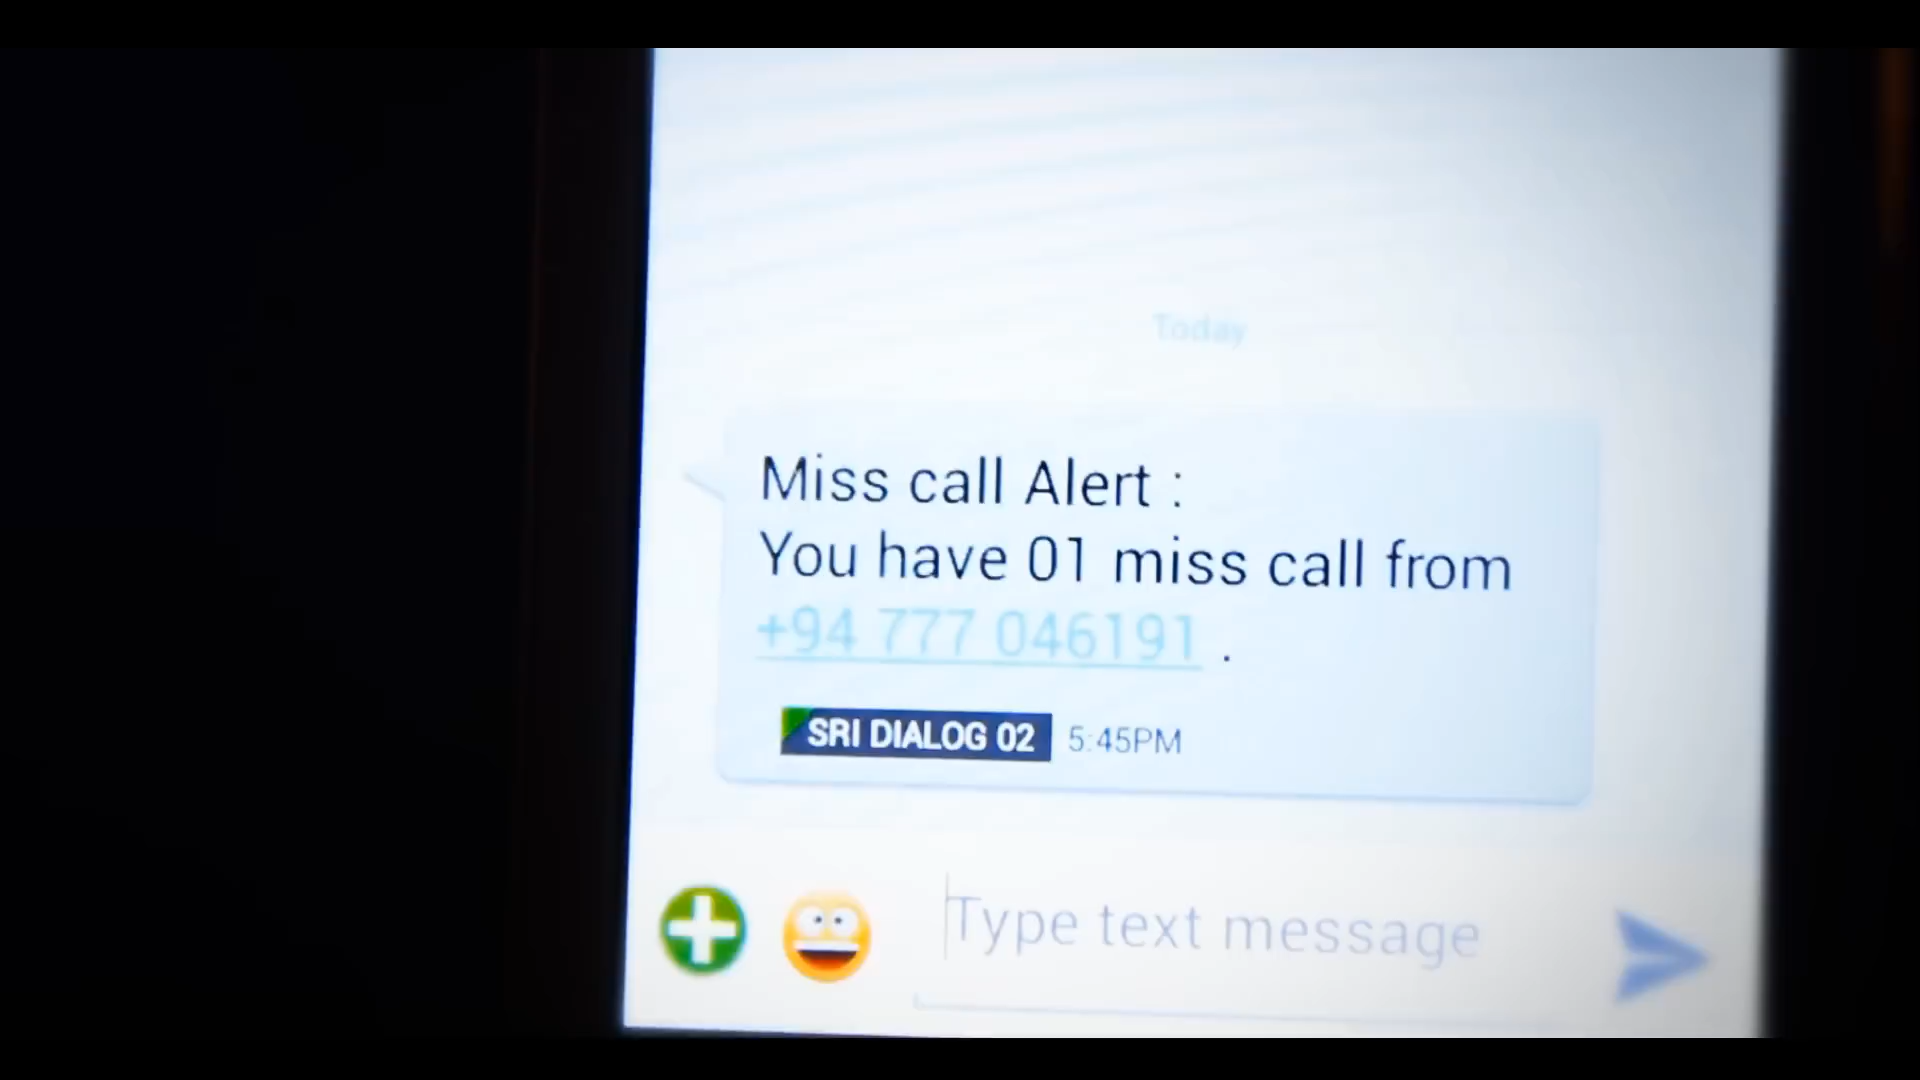 Today
Miss call Alert :
You have 01 miss call from
+94 777 046191 .
SRI DIALOG 02 5:45PM
Type text message